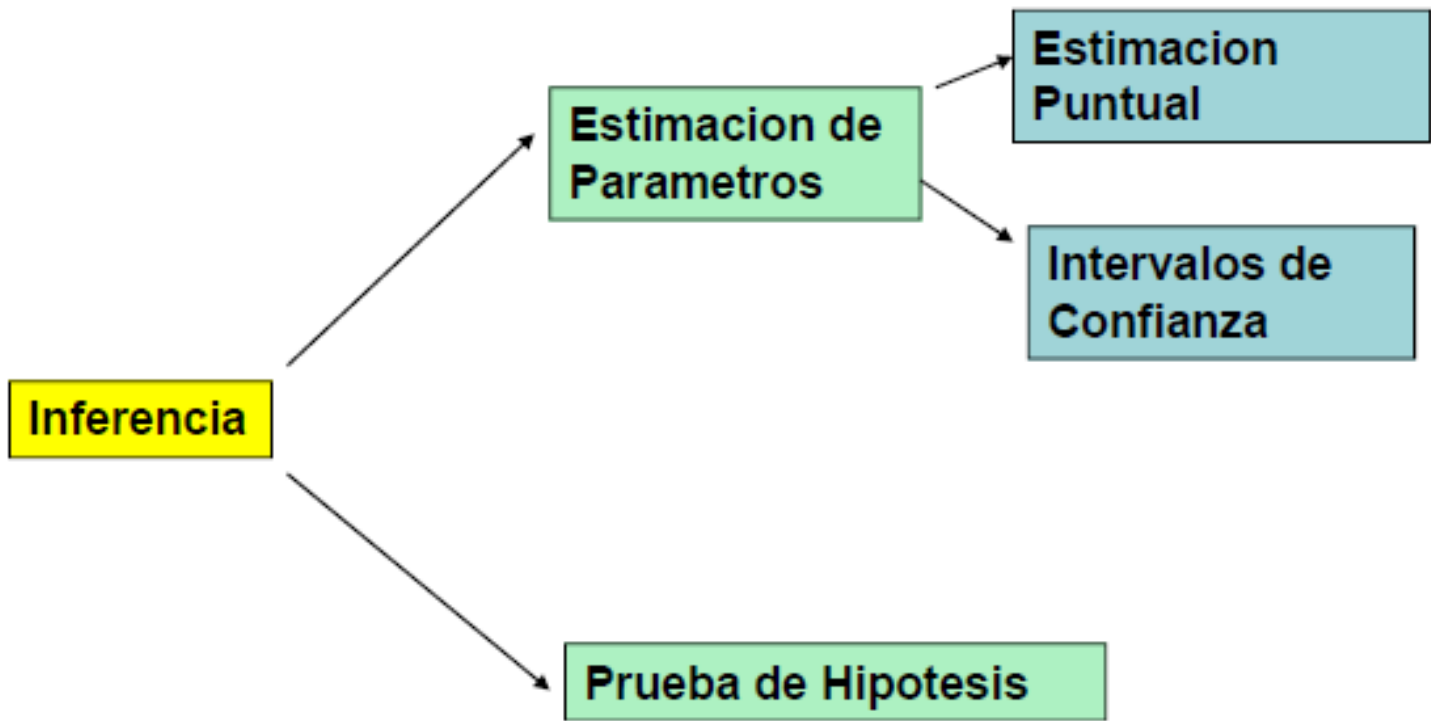 Estimacion
Puntual
Estimacion de
Parametros
Intervalos de
Confianza
Inferencia
Prueba de Hipotesis